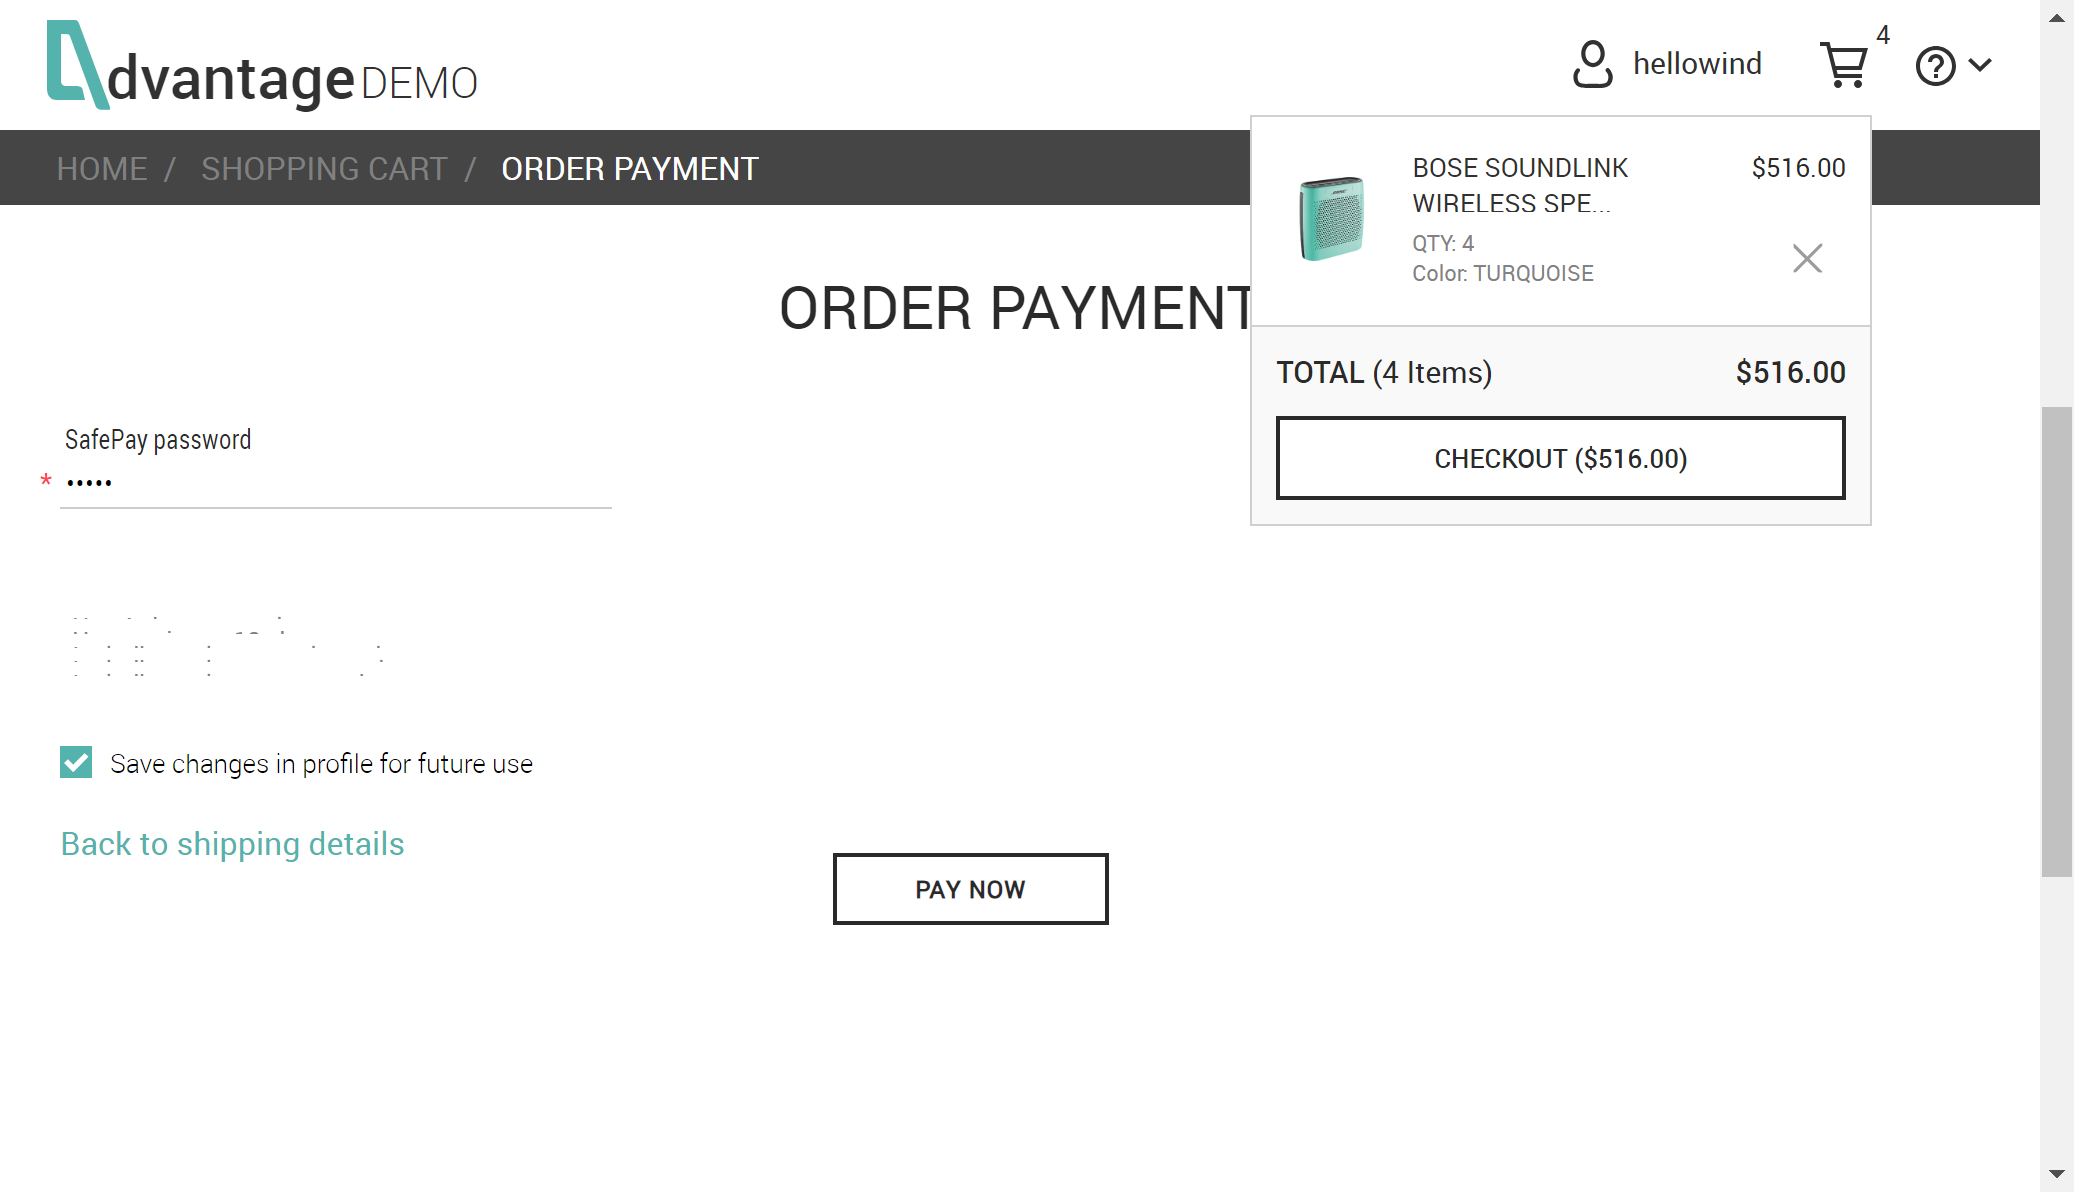 dvantage DEMO
hellowind
4
HOME / SHOPPING CART / ORDER PAYMENT
BOSE SOUNDLINK WIRELESS SPE...
$516.00
QTY: 4
Color: TURQUOISE
TOTAL (4 Items) $516.00
CHECKOUT ($516.00)
ORDER PAYMENT
SafePay password
* •••••
Save changes in profile for future use
Back to shipping details
PAY NOW